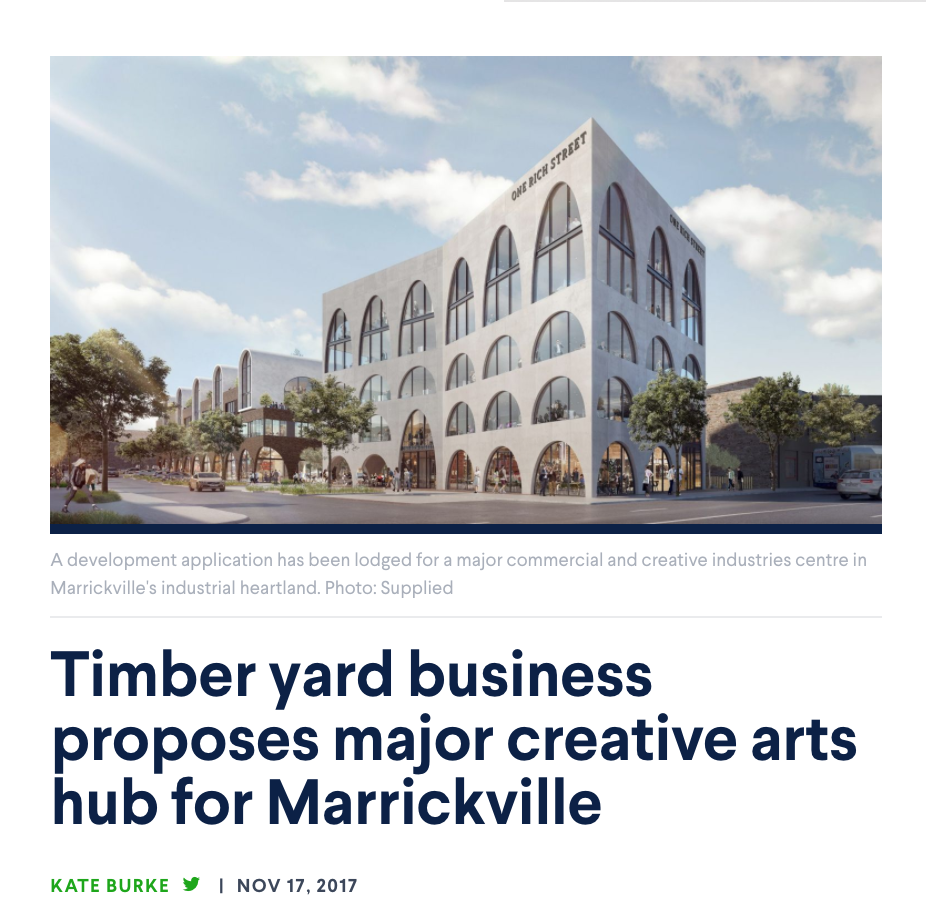 ONE RICH STREET
ONE RICH STREET
A development application has been lodged for a major commercial and creative industries centre in
Marrickville's industrial heartland. Photo: Supplied
Timber yard business
proposes major creative arts
hub for Marrickville
KATE BURKE | NOV 17, 2017